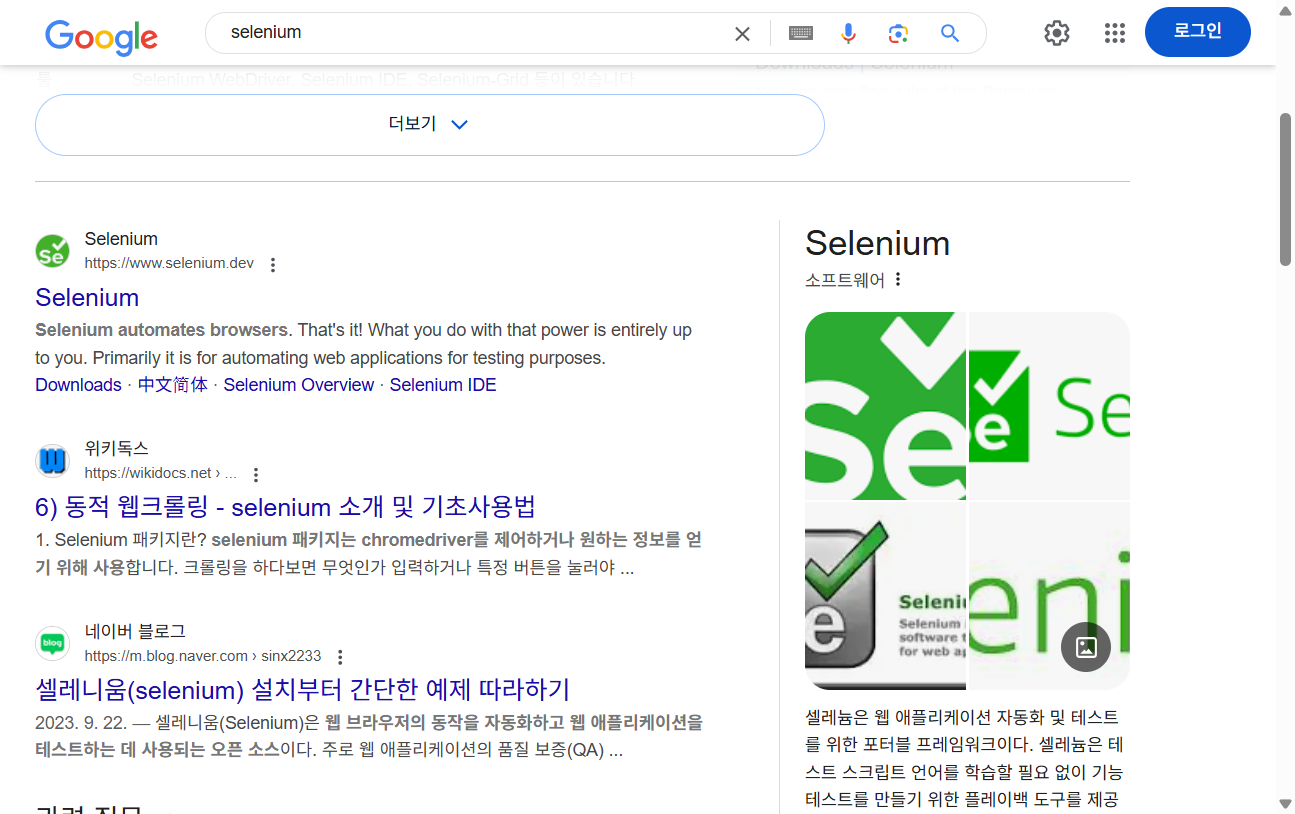 Google
selenium
로그인
Selenium WebDriver, Selenium IDE, Selenium-Grid 등이 있습니다
Downloaded | Selenium
더보기
Selenium
https://www.selenium.dev
Selenium
Selenium automates browsers. That's it! What you do with that power is entirely up
to you. Primarily it is for automating web applications for testing purposes.
Downloads · 中文简体 · Selenium Overview · Selenium IDE
위키독스
https://wikidocs.net › ...
6) 동적 웹크롤링 - selenium 소개 및 기초사용법
1. Selenium 패키지란? selenium 패키지는 chromedriver를 제어하거나 원하는 정보를 얻
기 위해 사용합니다. 크롤링을 하다보면 무엇인가 입력하거나 특정 버튼을 눌러야 ...
blog
네이버 블로그
https://m.blog.naver.com › sinx2233
셀레니움(selenium) 설치부터 간단한 예제 따라하기
2023. 9. 22. — 셀레니움(Selenium)은 웹 브라우저의 동작을 자동화하고 웹 애플리케이션을
테스트하는 데 사용되는 오픈 소스이다. 주로 웹 애플리케이션의 품질 보증(QA) ...
Selenium
소프트웨어
Se
Se
e
Se
e
Seleni
Selenium
software t
for web ap
eni
셀레늄은 웹 애플리케이션 자동화 및 테스트
를 위한 포터블 프레임워크이다. 셀레늄은 테
스트 스크립트 언어를 학습할 필요 없이 기능
테스트를 만들기 위한 플레이백 도구를 제공